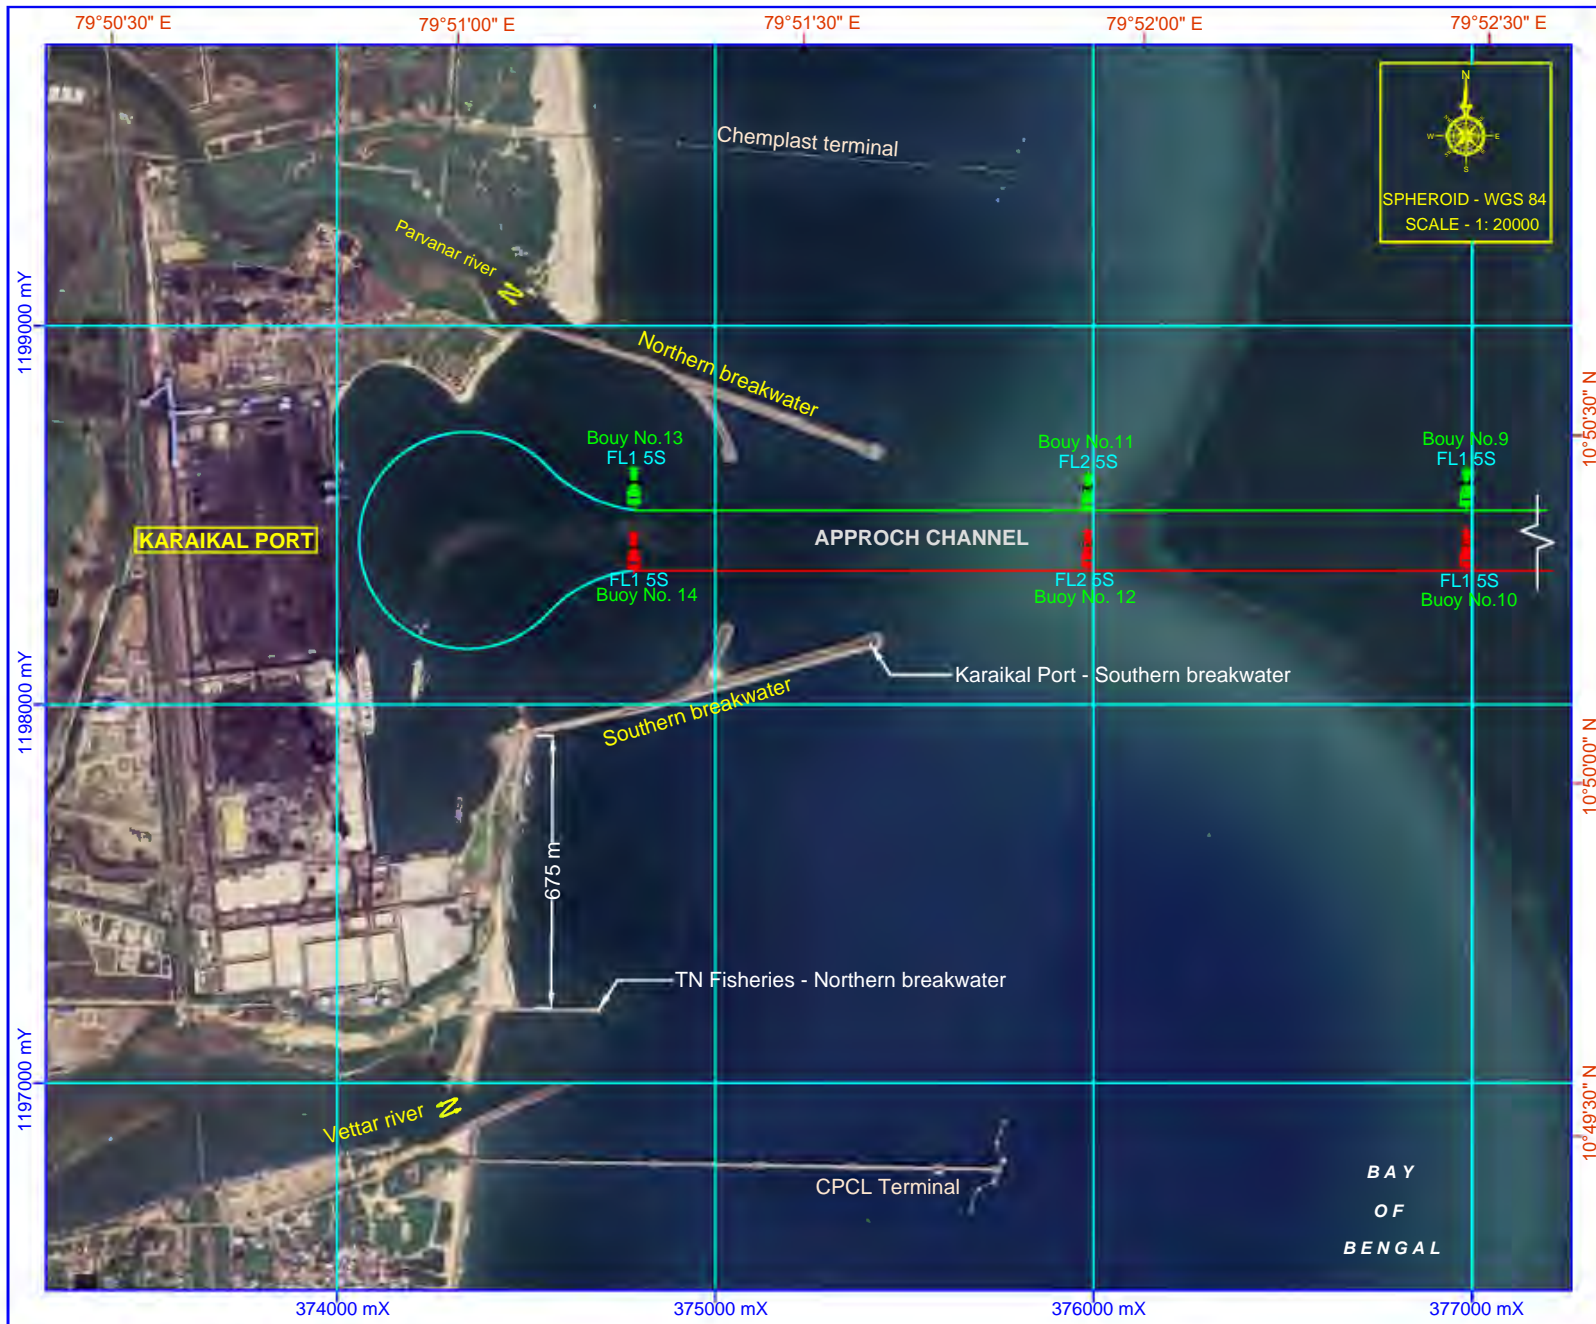 79°50'30" E
79°51'00" E
79°51'30" E
79°52'00" E
79°52'30" E
N
W
E
S
SPHEROID - WGS 84
SCALE - 1: 20000
Chemplast terminal
Parvanar river
1199000 mY
Northern breakwater
10°50'30" N
Bouy No.13
FL1 5S
Bouy No.11
FL2 5S
Bouy No.9
FL1 5S
KARAIKAL PORT
APPROCH CHANNEL
FL1 5S
Buoy No. 14
FL2 5S
Buoy No. 12
FL1 5S
Buoy No.10
Karaikal Port - Southern breakwater
Southern breakwater
1198000 mY
10°50'00" N
675 m
TN Fisheries - Northern breakwater
1197000 mY
Vettar river
10°49'30" N
CPCL Terminal
BAY
OF
BENGAL
374000 mX
375000 mX
376000 mX
377000 mX